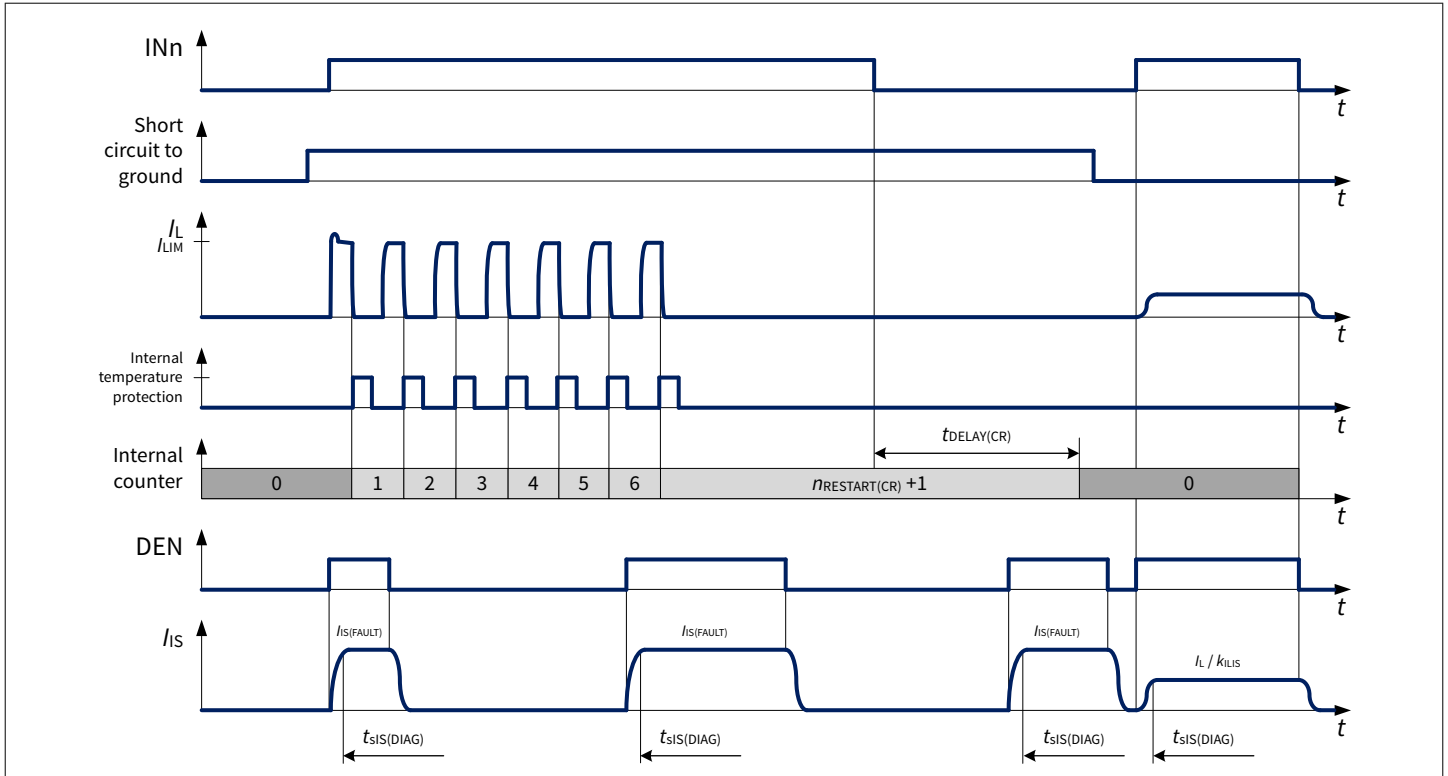 INn
t
Short
circuit to
ground
t
IL
ILIM
t
Internal
temperature
protection
t
tDELAY(CR)
Internal
counter
0 1 2 3 4 5 6 nRESTART(CR) +1 0
t
DEN
t
IIS
IIS(FAULT) IIS(FAULT) IIS(FAULT) IL / kILIS
t
tsIS(DIAG) tsIS(DIAG) tsIS(DIAG) tsIS(DIAG)